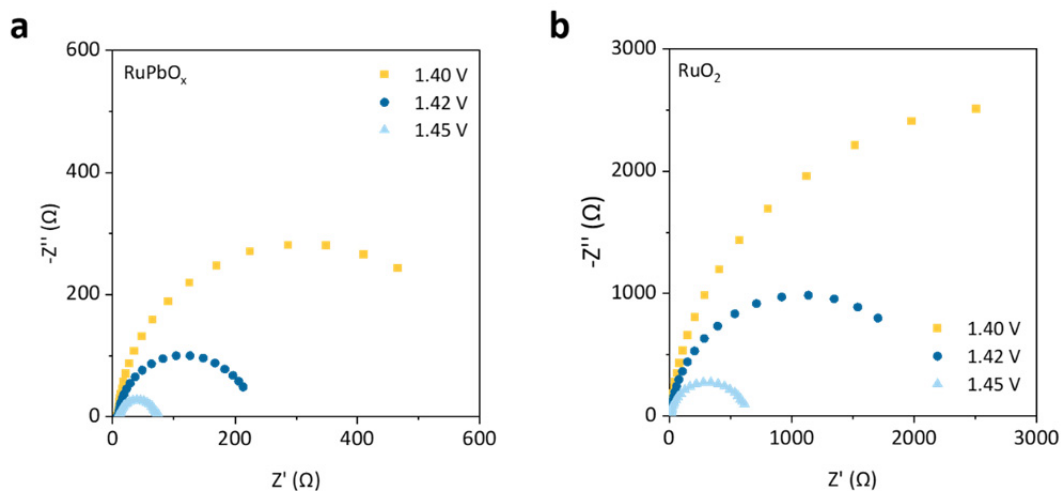 a
600
400
200
0
-Z'' (Ω)
RuPbOₓ
1.40 V
1.42 V
1.45 V
0 200 400 600
Z' (Ω)
b
3000
2000
1000
0
-Z'' (Ω)
RuO₂
1.40 V
1.42 V
1.45 V
0 1000 2000 3000
Z' (Ω)